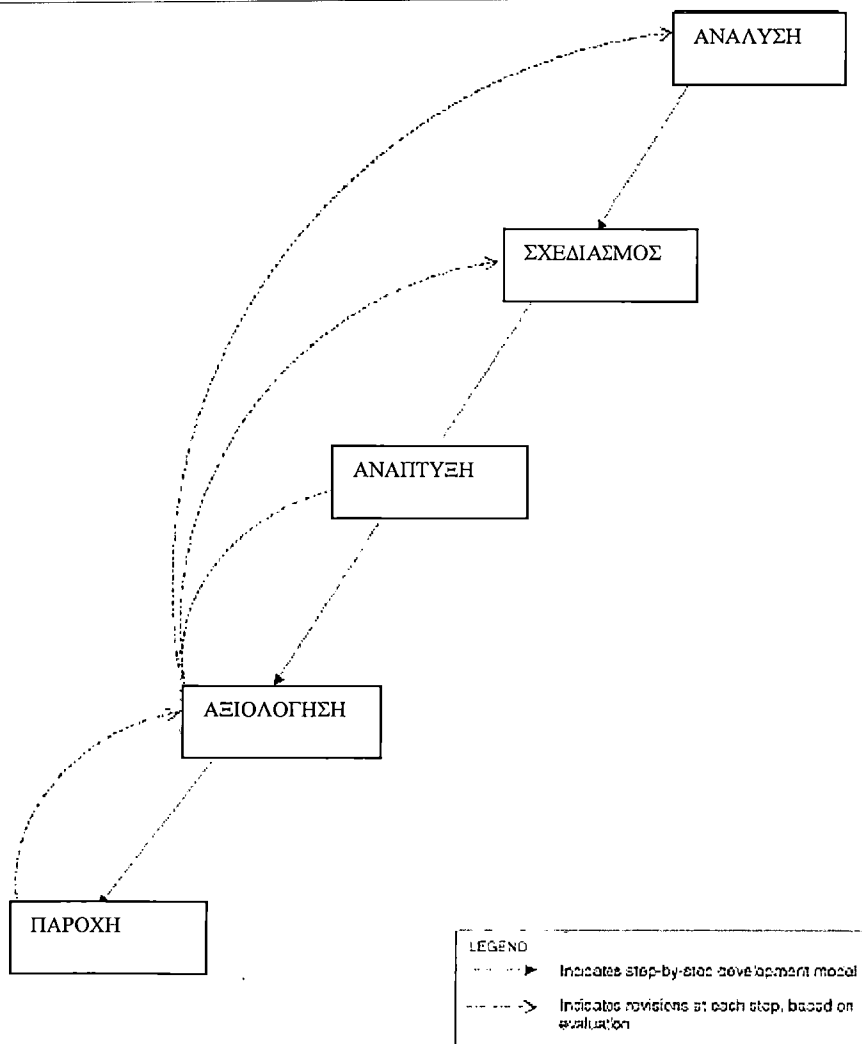 ΑΝΑΛΥΣΗ
ΣΧΕΔΙΑΣΜΟΣ
ΑΝΑΠΤΥΞΗ
ΑΞΙΟΛΟΓΗΣΗ
ΠΑΡΟΧΗ
LEGEND
Indicates step-by-step development model
Indicates revisions at each step, based on
evaluation